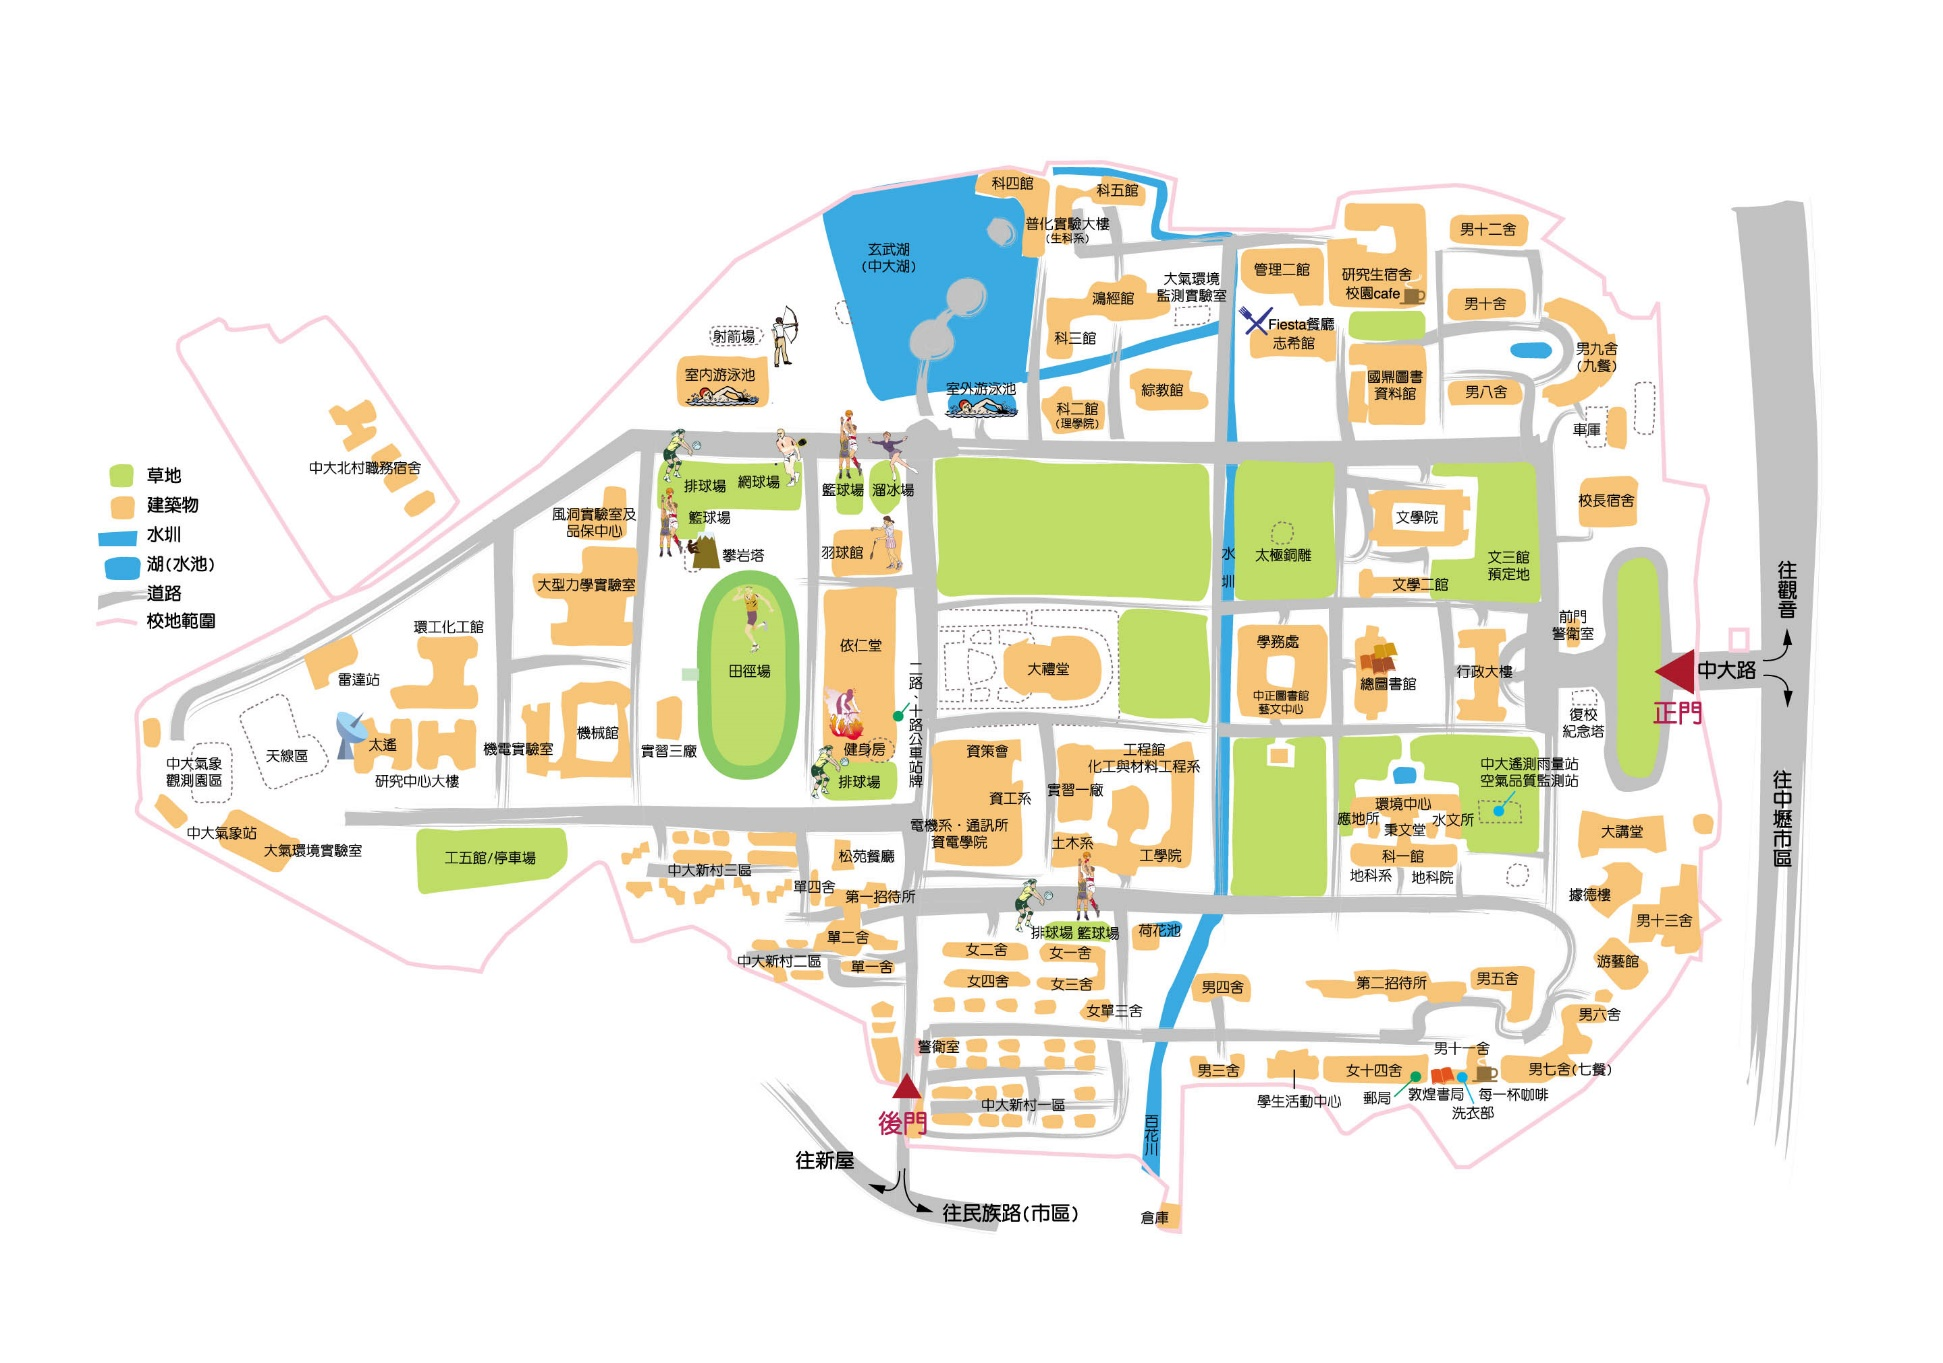 科四館
科五館
普化實驗大樓
(生科系)
玄武湖
(中大湖)
大氣環境
監測實驗室
管理二館
研究生宿舍
校園cafe
男十二舍
鴻經館
男十舍
射箭場
科三館
Fiesta餐廳
志希館
男九舍
(九餐)
室內游泳池
室外游泳池
綜教館
國鼎圖書
資料館
男八舍
科二館
(理學院)
車庫
中大北村職務宿舍
草地
建築物
水圳
湖(水池)
道路
校地範圍
排球場
網球場
籃球場
溜冰場
籃球場
風洞實驗室及
品保中心
攀岩塔
羽球館
水圳
太極銅雕
文學院
文三館
預定地
校長宿舍
大型力學實驗室
文學二館
往觀音
環工化工館
依仁堂
前門
警衛室
雷達站
田徑場
二路、十路公車站牌
大禮堂
學務處
中正圖書館
藝文中心
總圖書館
行政大樓
中大路
正門
復校
紀念塔
中大氣象
觀測園區
天線區
太遙
研究中心大樓
機電實驗室
機械館
實習三廠
健身房
排球場
資策會
工程館
化工與材料工程系
資工系
實習一廠
電機系．通訊所
資電學院
土木系
工學院
中大遙測雨量站
空氣品質監測站
環境中心
應地所
秉文堂
水文所
科一館
地科系
地科院
往中壢市區
中大氣象站
大氣環境實驗室
工五館/停車場
中大新村三區
松苑餐廳
單四舍
第一招待所
大講堂
據德樓
男十三舍
單二舍
中大新村二區
單一舍
排球場
籃球場
荷花池
女二舍
女一舍
女四舍
女三舍
女單三舍
男四舍
第二招待所
男五舍
游藝館
男六舍
警衛室
男三舍
女十四舍
男十一舍
男七舍(七餐)
學生活動中心
郵局
敦煌書局
每一杯咖啡
洗衣部
中大新村一區
後門
百花川
往新屋
往民族路(市區)
倉庫